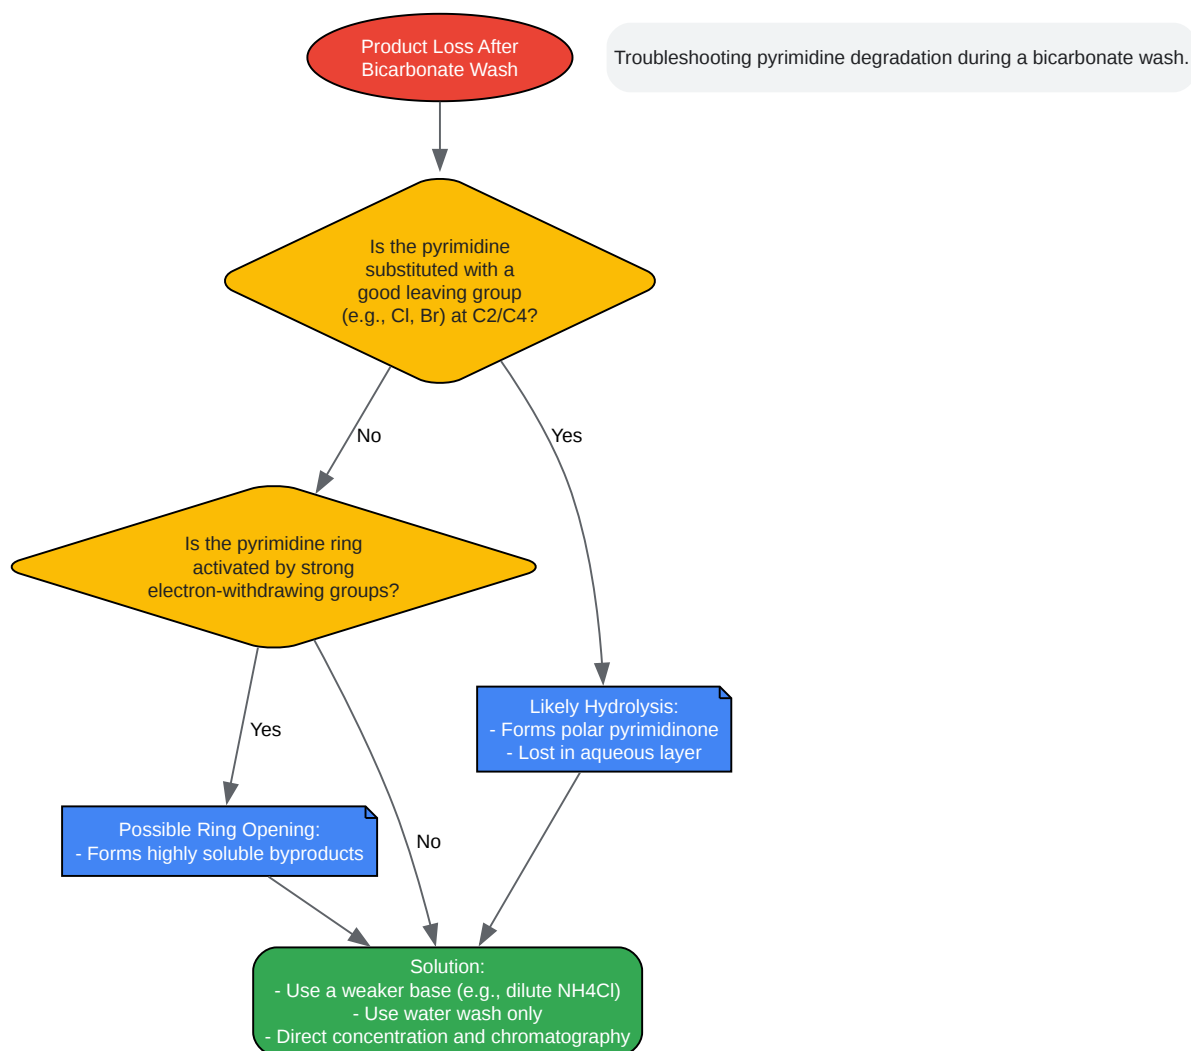 Product Loss After
Bicarbonate Wash
Troubleshooting pyrimidine degradation during a bicarbonate wash.
Is the pyrimidine
substituted with a
good leaving group
(e.g., Cl, Br) at C2/C4?
No
Yes
Is the pyrimidine ring
activated by strong
electron-withdrawing groups?
Likely Hydrolysis:
- Forms polar pyrimidinone
- Lost in aqueous layer
Yes
No
Possible Ring Opening:
- Forms highly soluble byproducts
Solution:
- Use a weaker base (e.g., dilute NH4Cl)
- Use water wash only
- Direct concentration and chromatography